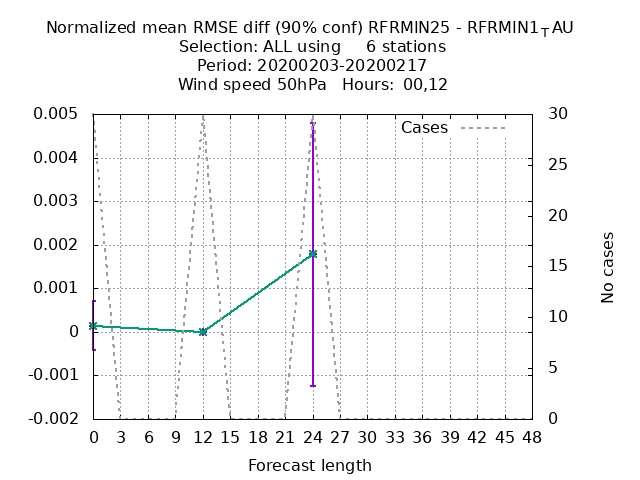 Normalized mean RMSE diff (90% conf) RFRMIN25 - RFRMIN1TAU
Selection: ALL using 6 stations
Period: 20200203-20200217
Wind speed 50hPa Hours: 00,12
Cases
0.005
0.004
0.003
0.002
0.001
0
-0.001
-0.002
30
25
20
15
10
5
0
No cases
0 3 6 9 12 15 18 21 24 27 30 33 36 39 42 45 48
Forecast length